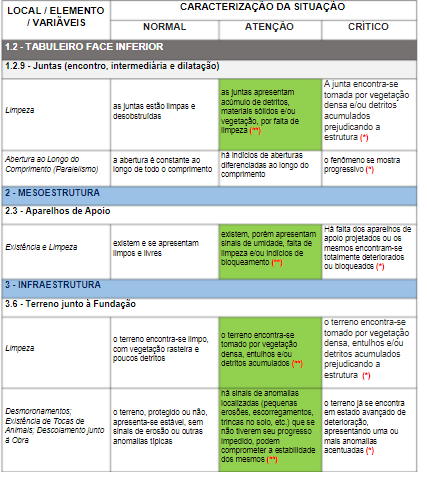 LOCAL / ELEMENTO
/ VARIÁVEIS
CARACTERIZAÇÃO DA SITUAÇÃO
NORMAL
ATENÇÃO
CRÍTICO
1.2 - TABULEIRO FACE INFERIOR
1.2.9 - Juntas (encontro, intermediária e dilatação)
Limpeza
as juntas estão limpas e
desobstruídas
as juntas apresentam
acúmulo de detritos,
materiais sólidos e/ou
vegetação, por falta de
limpeza (**)
A junta encontra-se
tomada por vegetação
densa e/ou detritos
acumulados
prejudicando a
estrutura (*)
Abertura ao Longo do
Comprimento (Paralelismo)
a abertura é constante ao
longo de todo o comprimento
há indícios de aberturas
diferenciadas ao longo do
comprimento
o fenômeno se mostra
progressivo (*)
2 - MESOESTRUTURA
2.3 - Aparelhos de Apoio
Existência e Limpeza
existem e se apresentam
limpos e livres
existem, porém apresentam
sinais de umidade, falta de
limpeza e/ou indícios de
bloqueamento (**)
Há falta dos aparelhos de
apoio projetados ou os
mesmos encontram-se
totalmente deteriorados
ou bloqueados (*)
3 - INFRAESTRUTURA
3.6 - Terreno junto à Fundação
Limpeza
o terreno encontra-se limpo,
com vegetação rasteira e
poucos detritos
o terreno encontra-se
tomado por vegetação
densa, entulhos e/ou
detritos acumulados (**)
o terreno encontra-se
tomado por vegetação
densa, entulhos e/ou
detritos acumulados
prejudicando a
estrutura (*)
Desmoronamentos;
Existência de Tocas de
Animais; Descolamento junto
à Obra
o terreno, protegido ou não,
apresenta-se estável, sem
sinais de erosão ou outras
anomalias típicas
há sinais de anomalias
localizadas (pequenas
erosões, escorregamentos,
trincas no solo, etc.) que se
não tiverem seu progresso
impedido, podem
comprometer a estabilidade
dos mesmos (**)
o terreno já se encontra
em estado avançado de
deterioração,
apresentando uma ou
mais anomalias
acentuadas (*)